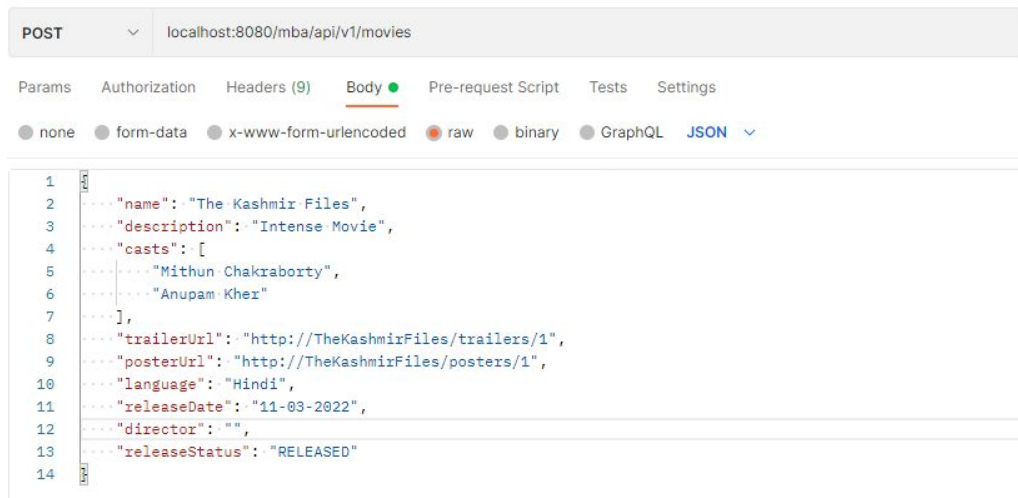 POST localhost:8080/mba/api/v1/movies
Params Authorization Headers (9) Body Pre-request Script Tests Settings
none form-data x-www-form-urlencoded raw binary GraphQL JSON
1 {
2 "name": "The Kashmir Files",
3 "description": "Intense Movie",
4 "casts": [
5 "Mithun Chakraborty",
6 "Anupam Kher"
7 ],
8 "trailerUrl": "http://TheKashmirFiles/trailers/1",
9 "posterUrl": "http://TheKashmirFiles/posters/1",
10 "language": "Hindi",
11 "releaseDate": "11-03-2022",
12 "director": "",
13 "releaseStatus": "RELEASED"
14 }